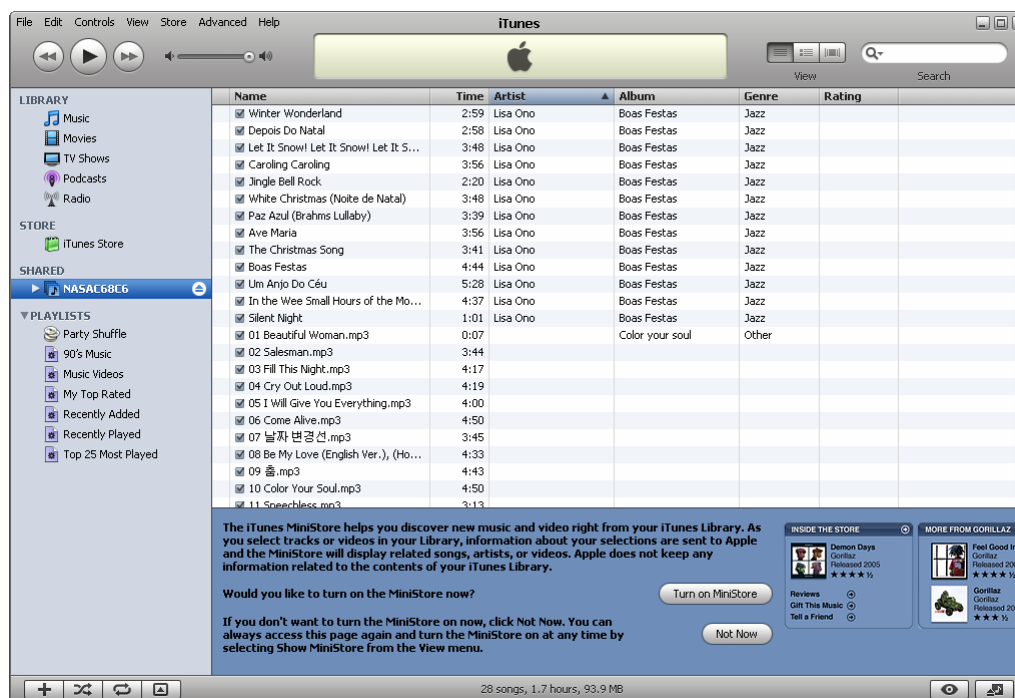 File Edit Controls View Store Advanced Help
iTunes
View
Search
LIBRARY
Music
Movies
TV Shows
Podcasts
Radio
STORE
iTunes Store
SHARED
NASAC68C6
PLAYLISTS
Party Shuffle
90's Music
Music Videos
My Top Rated
Recently Added
Recently Played
Top 25 Most Played
Name Time Artist Album Genre Rating
Winter Wonderland 2:59 Lisa Ono Boas Festas Jazz
Depois Do Natal 2:58 Lisa Ono Boas Festas Jazz
Let It Snow! Let It Snow! Let It S... 3:48 Lisa Ono Boas Festas Jazz
Caroling Caroling 3:56 Lisa Ono Boas Festas Jazz
Jingle Bell Rock 2:20 Lisa Ono Boas Festas Jazz
White Christmas (Noite de Natal) 3:48 Lisa Ono Boas Festas Jazz
Paz Azul (Brahms Lullaby) 3:39 Lisa Ono Boas Festas Jazz
Ave Maria 3:56 Lisa Ono Boas Festas Jazz
The Christmas Song 3:41 Lisa Ono Boas Festas Jazz
Boas Festas 4:44 Lisa Ono Boas Festas Jazz
Um Anjo Do Céu 5:28 Lisa Ono Boas Festas Jazz
In the Wee Small Hours of the Mo... 4:37 Lisa Ono Boas Festas Jazz
Silent Night 1:01 Lisa Ono Boas Festas Jazz
01 Beautiful Woman.mp3 0:07 Color your soul Other
02 Salesman.mp3 3:44
03 Fill This Night.mp3 4:17
04 Cry Out Loud.mp3 4:19
05 I Will Give You Everything.mp3 4:00
06 Come Alive.mp3 4:50
07 날짜 변경선.mp3 3:45
08 Be My Love (English Ver.), (Ho... 4:33
09 춤.mp3 4:43
10 Color Your Soul.mp3 4:50
11 Speechless.mp3 3:13
The iTunes MiniStore helps you discover new music and video right from your iTunes Library. As
you select tracks or videos in your Library, information about your selections are sent to Apple
and the MiniStore will display related songs, artists, or videos. Apple does not keep any
information related to the contents of your iTunes Library.
Would you like to turn on the MiniStore now?
Turn on MiniStore
If you don't want to turn the MiniStore on now, click Not Now. You can
always access this page again and turn the MiniStore on at any time by
selecting Show MiniStore from the View menu.
Not Now
INSIDE THE STORE
Demon Days
Gorillaz
Released 2005
Reviews
Gift This Music
Tell a Friend
MORE FROM GORILLAZ
Feel Good In
Gorillaz
Released 200
Gorillaz
Gorillaz
Released 20
28 songs, 1.7 hours, 93.9 MB